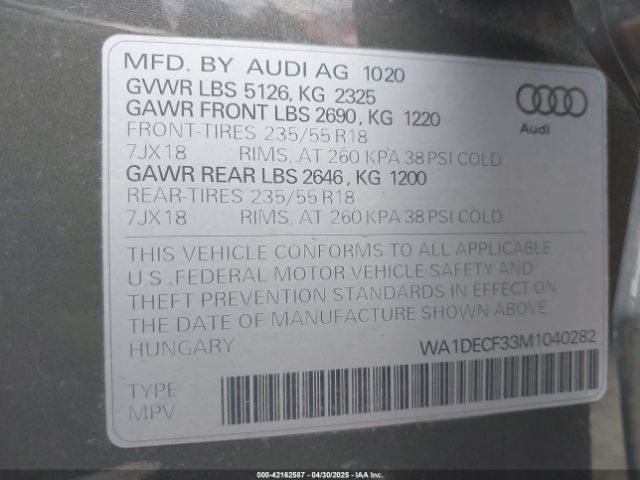 MFD. BY AUDI AG 1020
GVWR LBS 5126, KG 2325
GAWR FRONT LBS 2690, KG 1220
FRONT-TIRES 235/55 R18
7JX18 RIMS, AT 260 KPA 38 PSI COLD
GAWR REAR LBS 2646, KG 1200
REAR-TIRES 235/55 R18
7JX18 RIMS, AT 260 KPA 38 PSI COLD
Audi
THIS VEHICLE CONFORMS TO ALL APPLICABLE
U.S. FEDERAL MOTOR VEHICLE SAFETY AND
THEFT PREVENTION STANDARDS IN EFFECT ON
THE DATE OF MANUFACTURE SHOWN ABOVE.
HUNGARY WA1DECF33M1040282
TYPE
MPV
000-42162587 - 04/30/2025 - IAAI.COM